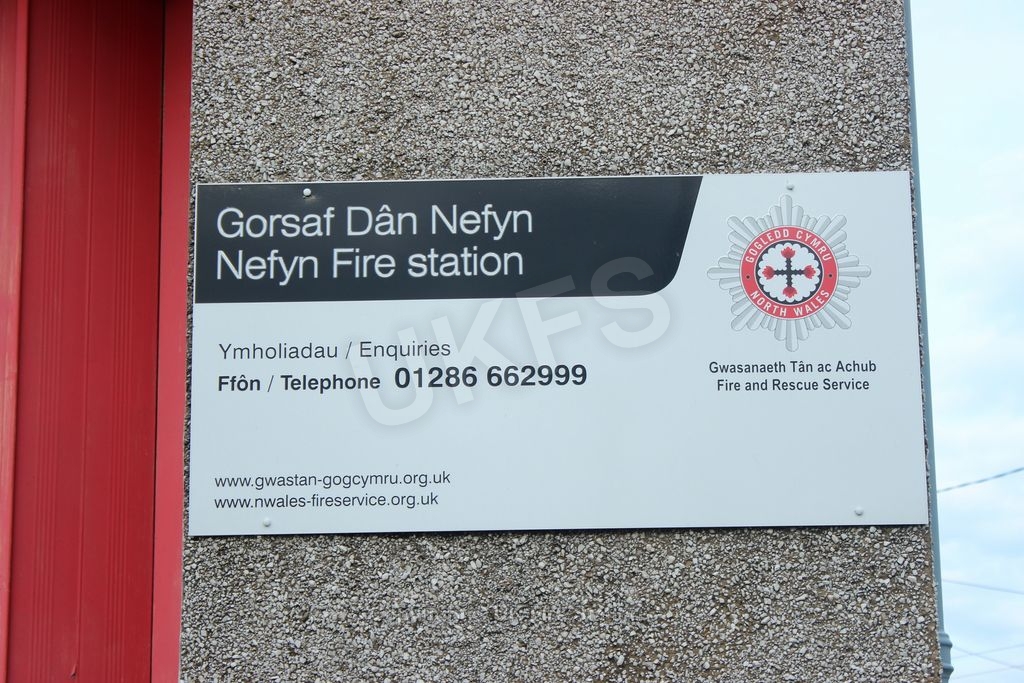 Gorsaf Dân Nefyn
Nefyn Fire station
GOGLEDD CYMRU
NORTH WALES
Gwasanaeth Tân ac Achub
Fire and Rescue Service
Ymholiadau / Enquiries
Ffôn / Telephone 01286 662999
www.gwastan-gogcymru.org.uk
www.nwales-fireservice.org.uk
UKFS